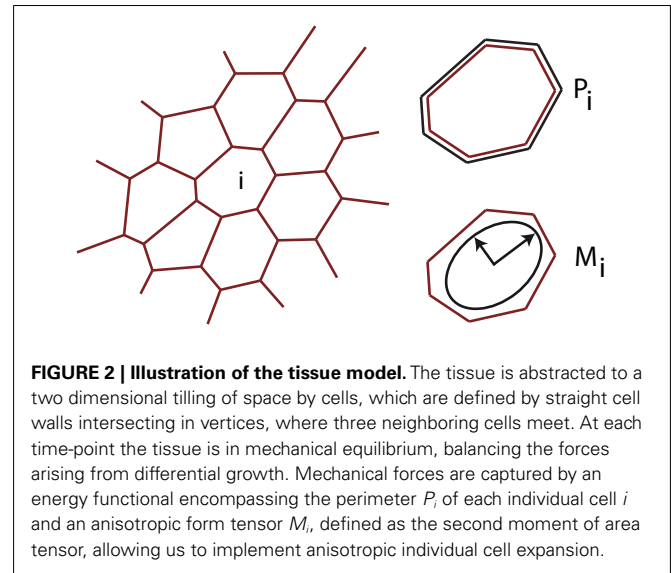 i
P_i
M_i
FIGURE 2 | Illustration of the tissue model. The tissue is abstracted to a
two dimensional tilling of space by cells, which are defined by straight cell
walls intersecting in vertices, where three neighboring cells meet. At each
time-point the tissue is in mechanical equilibrium, balancing the forces
arising from differential growth. Mechanical forces are captured by an
energy functional encompassing the perimeter P_i of each individual cell i
and an anisotropic form tensor M_i, defined as the second moment of area
tensor, allowing us to implement anisotropic individual cell expansion.